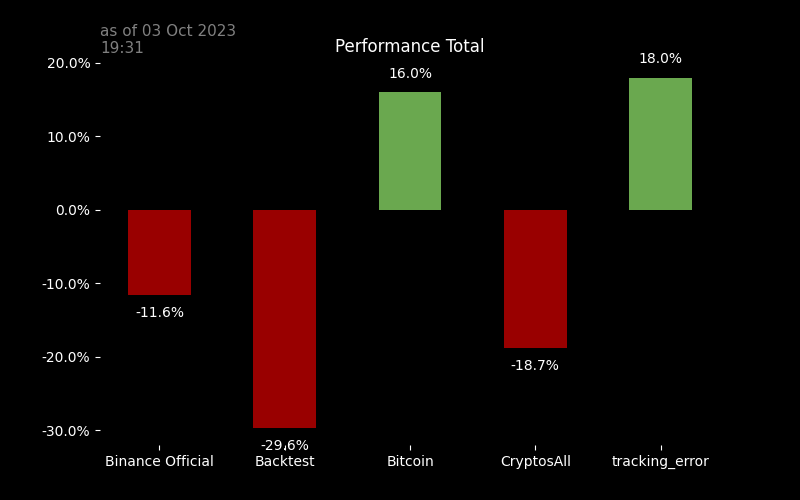 as of 03 Oct 2023
19:31
Performance Total
20.0%
10.0%
0.0%
-10.0%
-20.0%
-30.0%
-11.6%
-29.6%
16.0%
-18.7%
18.0%
Binance Official
Backtest
Bitcoin
CryptosAll
tracking_error